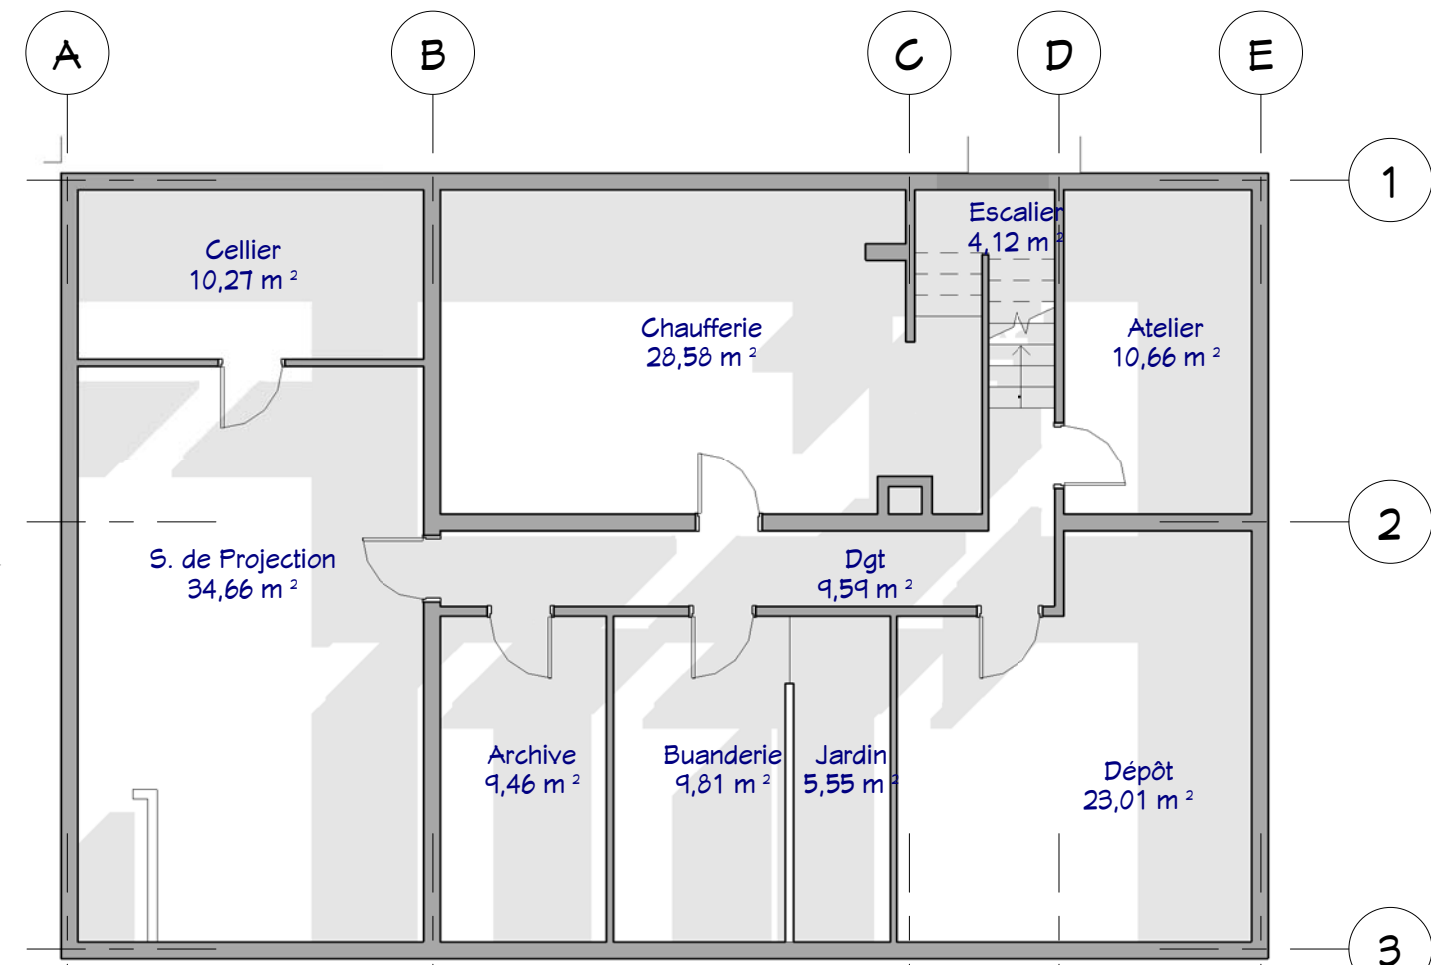 A
B
C
D
E
1
Escalier
4,12 m ²
Cellier
10,27 m ²
Chaufferie
28,58 m ²
Atelier
10,66 m ²
2
S. de Projection
34,66 m ²
Dgt
9,59 m ²
Archive
9,46 m ²
Buanderie
9,81 m ²
Jardin
5,55 m ²
Dépôt
23,01 m ²
3